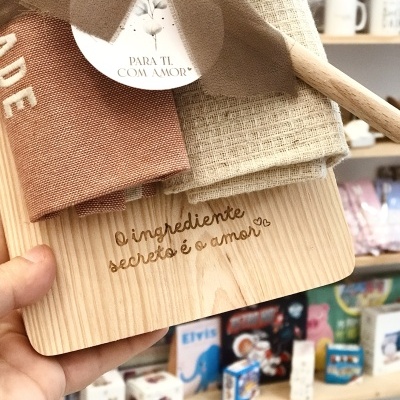 PARA TI,
COM AMOR
ADE
O ingrediente
secreto é o amor
ELVIS